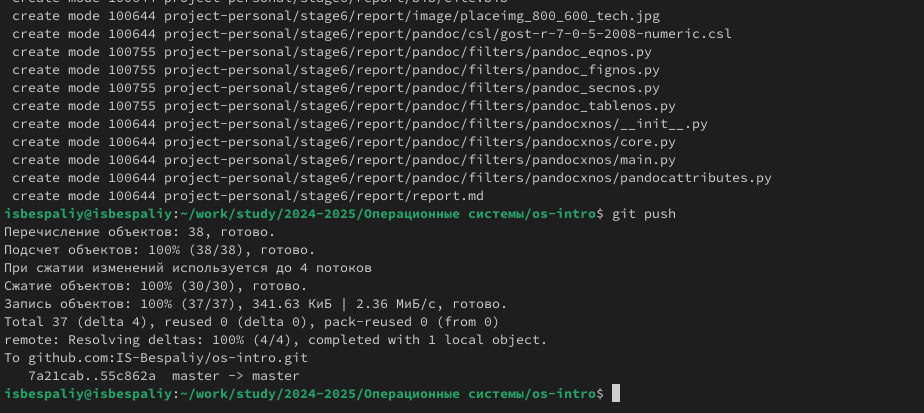 create mode 100644 project-personal/stage6/report/bib/cite.bib
create mode 100644 project-personal/stage6/report/image/placeimg_800_600_tech.jpg
create mode 100644 project-personal/stage6/report/pandoc/csl/gost-r-7-0-5-2008-numeric.csl
create mode 100755 project-personal/stage6/report/pandoc/filters/pandoc_eqnos.py
create mode 100755 project-personal/stage6/report/pandoc/filters/pandoc_fignos.py
create mode 100755 project-personal/stage6/report/pandoc/filters/pandoc_secnos.py
create mode 100755 project-personal/stage6/report/pandoc/filters/pandoc_tablenos.py
create mode 100644 project-personal/stage6/report/pandoc/filters/pandocxnos/__init__.py
create mode 100644 project-personal/stage6/report/pandoc/filters/pandocxnos/core.py
create mode 100644 project-personal/stage6/report/pandoc/filters/pandocxnos/main.py
create mode 100644 project-personal/stage6/report/pandoc/filters/pandocxnos/pandocattributes.py
create mode 100644 project-personal/stage6/report/report.md
isbespaliy@isbespaliy:~/work/study/2024-2025/Операционные системы/os-intro$ git push
Перечисление объектов: 38, готово.
Подсчет объектов: 100% (38/38), готово.
При сжатии изменений используется до 4 потоков
Сжатие объектов: 100% (30/30), готово.
Запись объектов: 100% (37/37), 341.63 КиБ | 2.36 МиБ/с, готово.
Total 37 (delta 4), reused 0 (delta 0), pack-reused 0 (from 0)
remote: Resolving deltas: 100% (4/4), completed with 1 local object.
To github.com:IS-Bespaliy/os-intro.git
7a21cab..55c862a  master -> master
isbespaliy@isbespaliy:~/work/study/2024-2025/Операционные системы/os-intro$